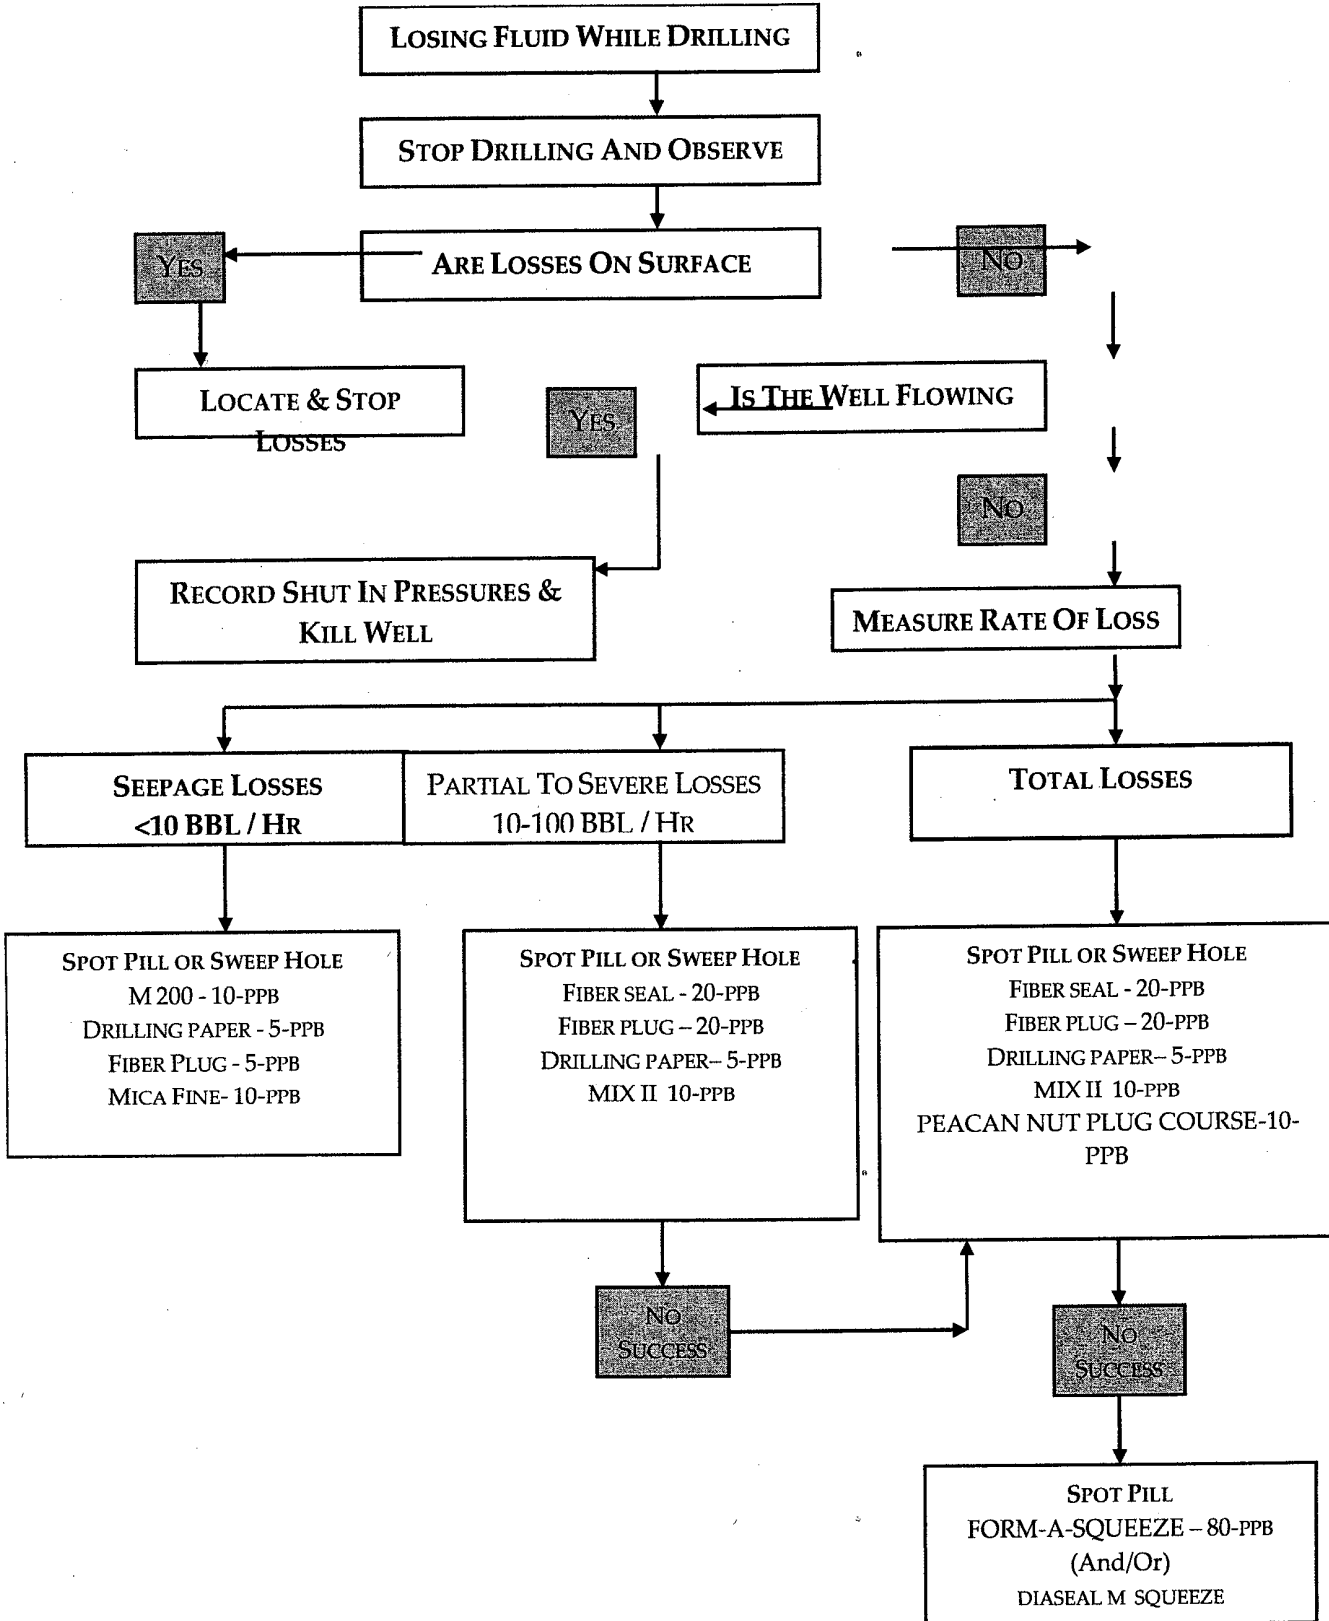 LOSING FLUID WHILE DRILLING
STOP DRILLING AND OBSERVE
YES
ARE LOSSES ON SURFACE
NO
LOCATE & STOP
LOSSES
YES
IS THE WELL FLOWING
NO
RECORD SHUT IN PRESSURES &
KILL WELL
MEASURE RATE OF LOSS
SEEPAGE LOSSES
<10 BBL / HR
PARTIAL TO SEVERE LOSSES
10-100 BBL / HR
TOTAL LOSSES
SPOT PILL OR SWEEP HOLE
M 200 - 10-PPB
DRILLING PAPER - 5-PPB
FIBER PLUG - 5-PPB
MICA FINE- 10-PPB
SPOT PILL OR SWEEP HOLE
FIBER SEAL - 20-PPB
FIBER PLUG – 20-PPB
DRILLING PAPER– 5-PPB
MIX II 10-PPB
SPOT PILL OR SWEEP HOLE
FIBER SEAL - 20-PPB
FIBER PLUG – 20-PPB
DRILLING PAPER– 5-PPB
MIX II 10-PPB
PEACAN NUT PLUG COURSE-10-
PPB
NO
SUCCESS
NO
SUCCESS
SPOT PILL
FORM-A-SQUEEZE – 80-PPB
(And/Or)
DIASEAL M SQUEEZE